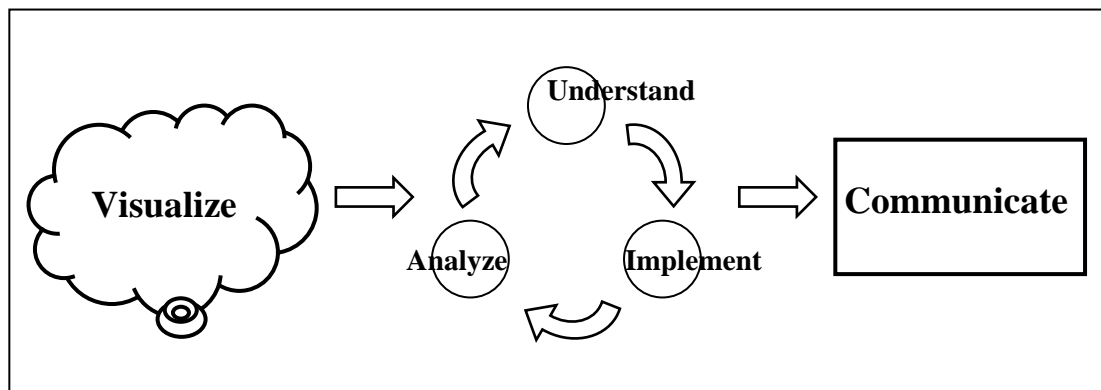 Understand
Visualize
Communicate
Analyze
Implement